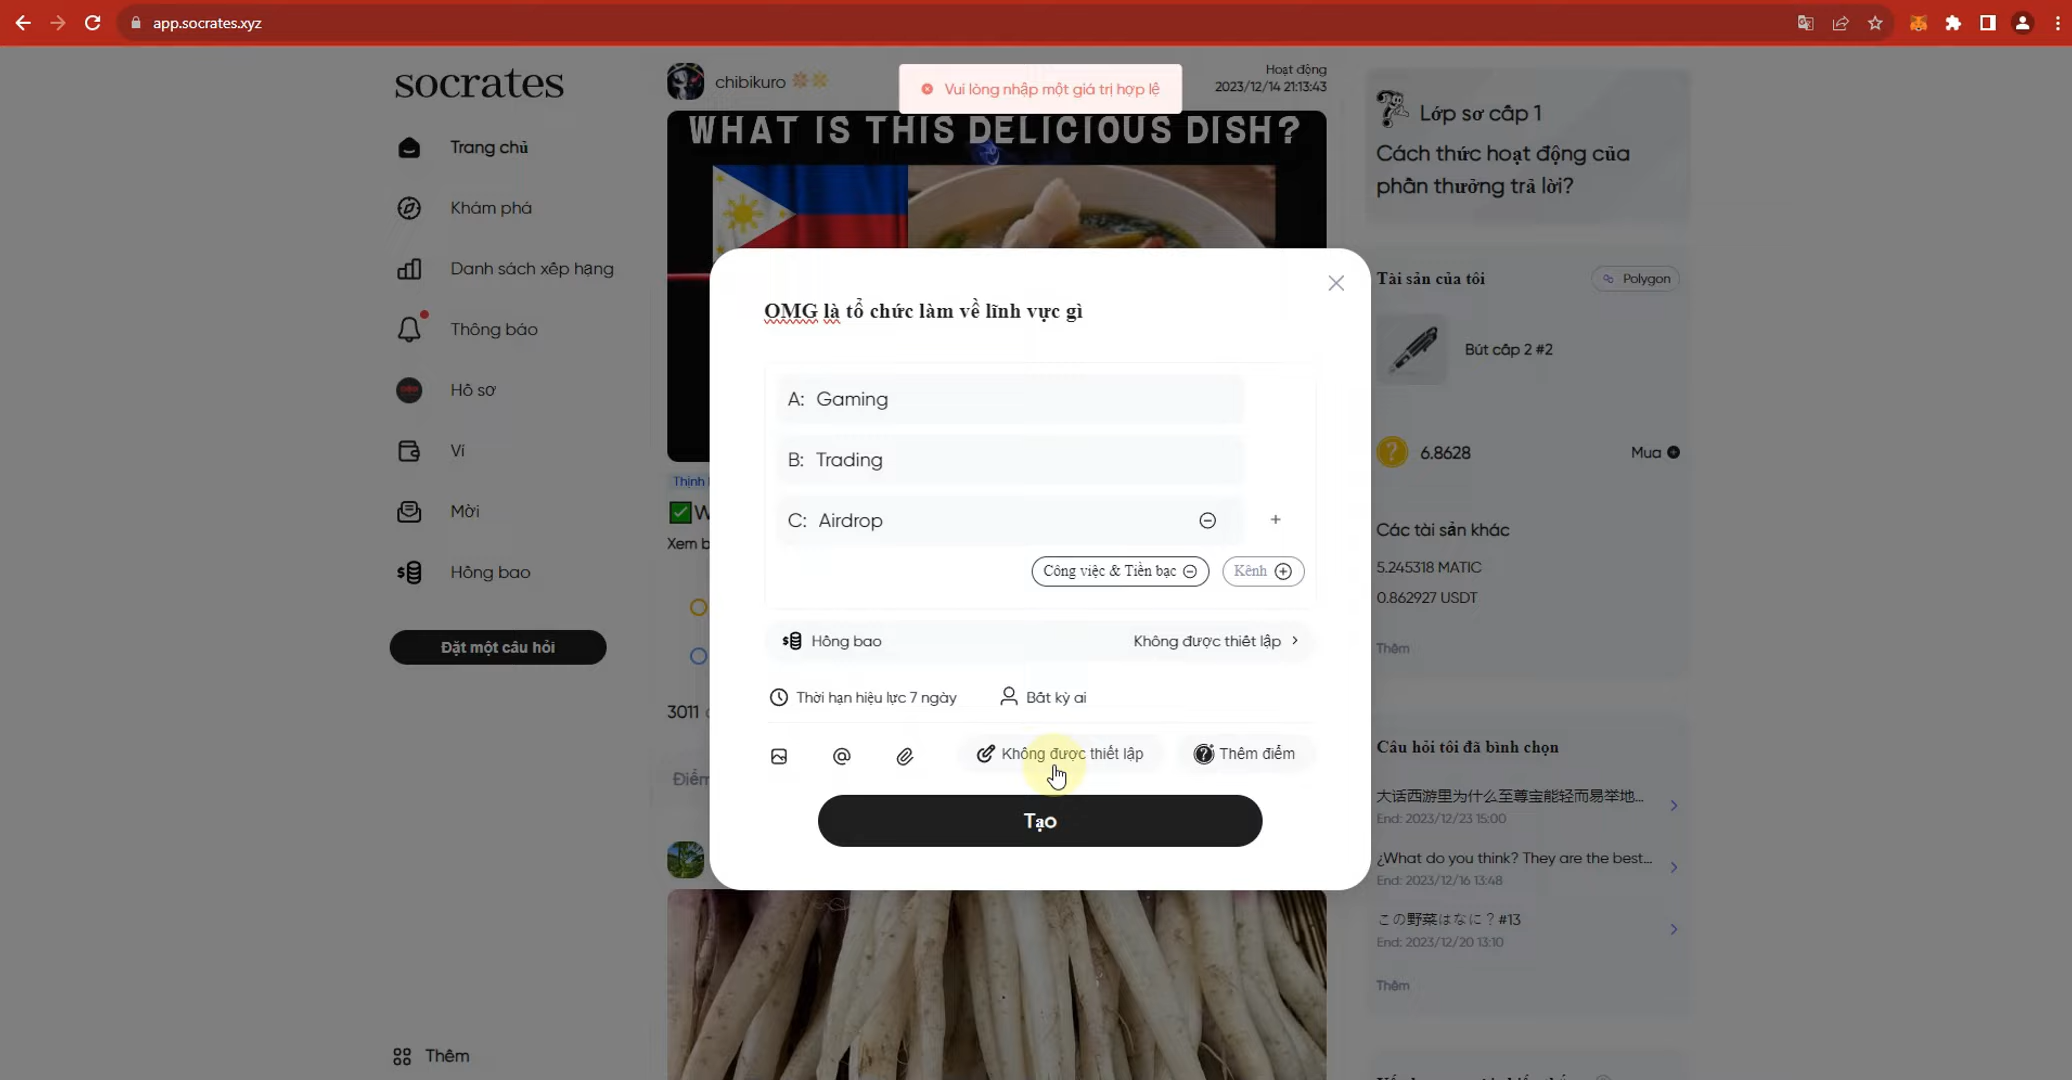 app.socrates.xyz
socrates
Trang chủ
Khám phá
Danh sách xếp hạng
Thông báo
Hồ sơ
Ví
Mời
Hồng bao
Đặt một câu hỏi
Thêm
chibikuro
Hoạt động
2023/12/14 21:13:43
Vui lòng nhập một giá trị hợp lệ
WHAT IS THIS DELICIOUS DISH?
Thịnh
W
Xem b
3011
Điểm
OMG là tổ chức làm về lĩnh vực gì
A: Gaming
B: Trading
C: Airdrop
Công việc & Tiền bạc
Kênh
Hồng bao
Không được thiết lập >
Thời hạn hiệu lực 7 ngày
Bất kỳ ai
@
Không được thiết lập
Thêm điểm
Tạo
Lớp sơ cấp 1
Cách thức hoạt động của
phần thưởng trả lời?
Tài sản của tôi
Polygon
Bút cấp 2 #2
6.8628
Mua
Các tài sản khác
5.245318 MATIC
0.862927 USDT
Thêm
Câu hỏi tôi đã bình chọn
大话西游里为什么至尊宝能轻而易举地...
End: 2023/12/23 15:00
¿What do you think? They are the best...
End: 2023/12/16 13:48
この野菜はなに？#13
End: 2023/12/20 13:10
Thêm